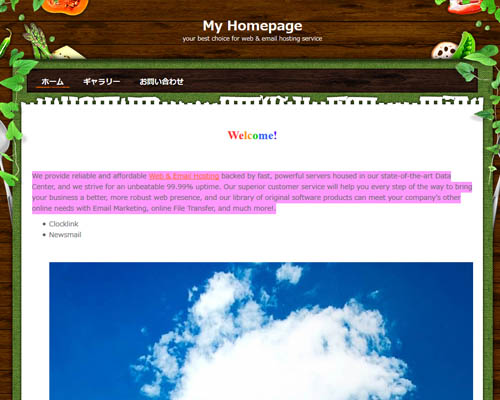 My Homepage
your best choice for web & email hosting service
ホーム ギャラリー お問い合わせ
Welcome!
We provide reliable and affordable Web & Email Hosting backed by fast, powerful servers housed in our state-of-the-art Data
Center, and we strive for an unbeatable 99.99% uptime. Our superior customer service will help you every step of the way to bring
your business a better, more robust web presence, and our library of original software products can meet your company's other
online needs with Email Marketing, online File Transfer, and much more!.
• Clocklink
• Newsmail